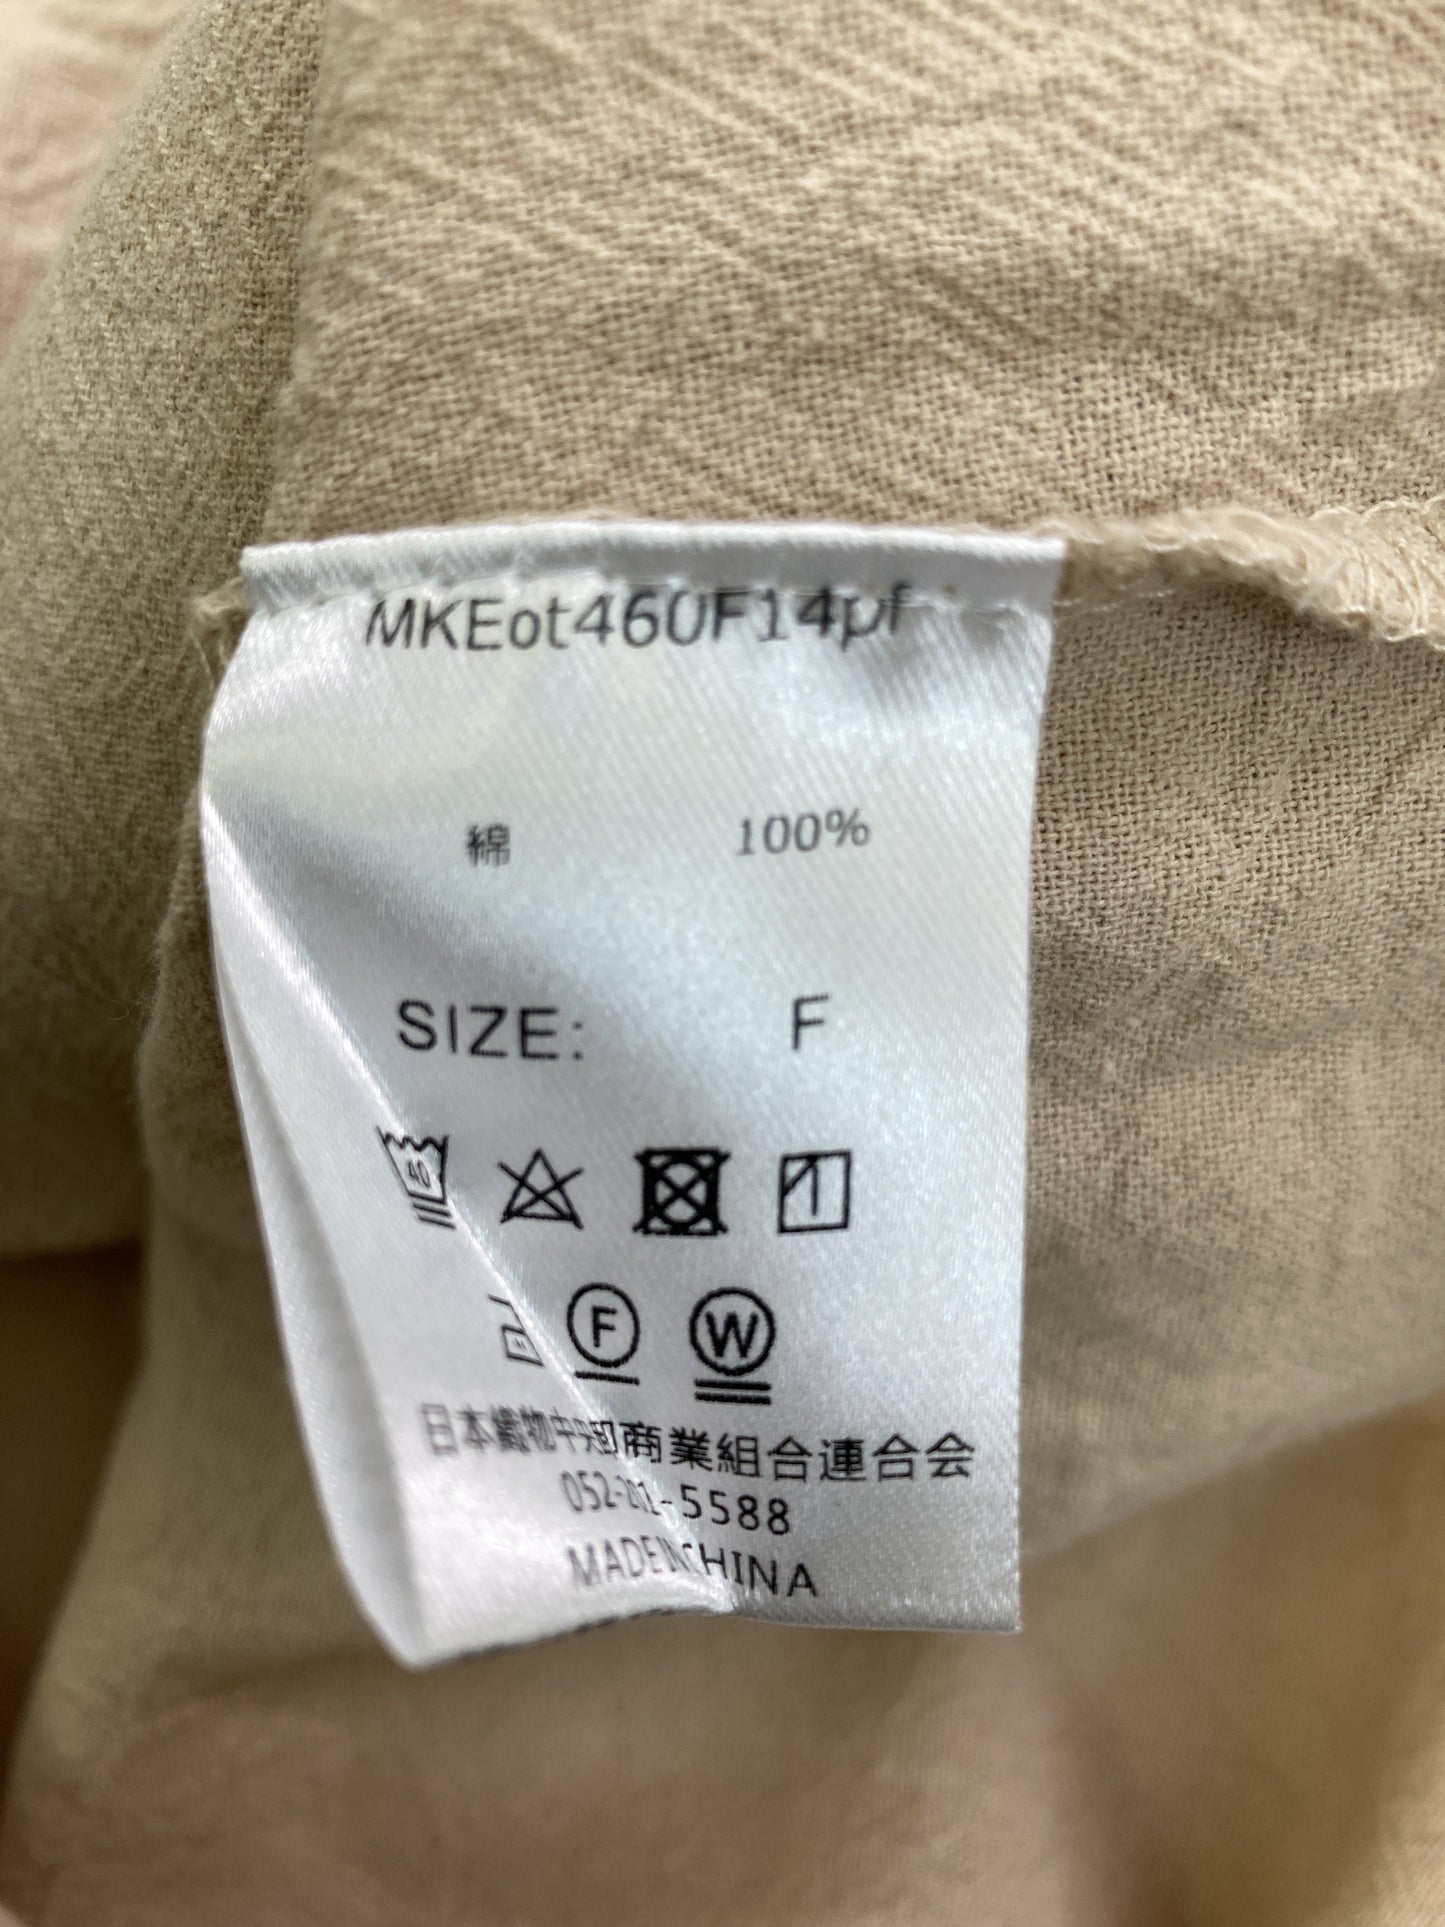 MKEot460F14pf
綿 100%
SIZE: F
40
F W
日本織物中央卸商業組合連合会
052-201-5588
MADE IN CHINA